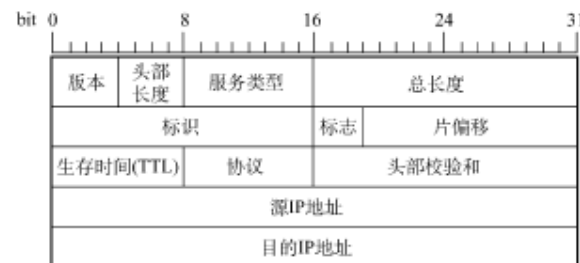 bit 0 8 16 24 31
版本 头部长度 服务类型 总长度
标识 标志 片偏移
生存时间(TTL) 协议 头部校验和
源IP地址
目的IP地址